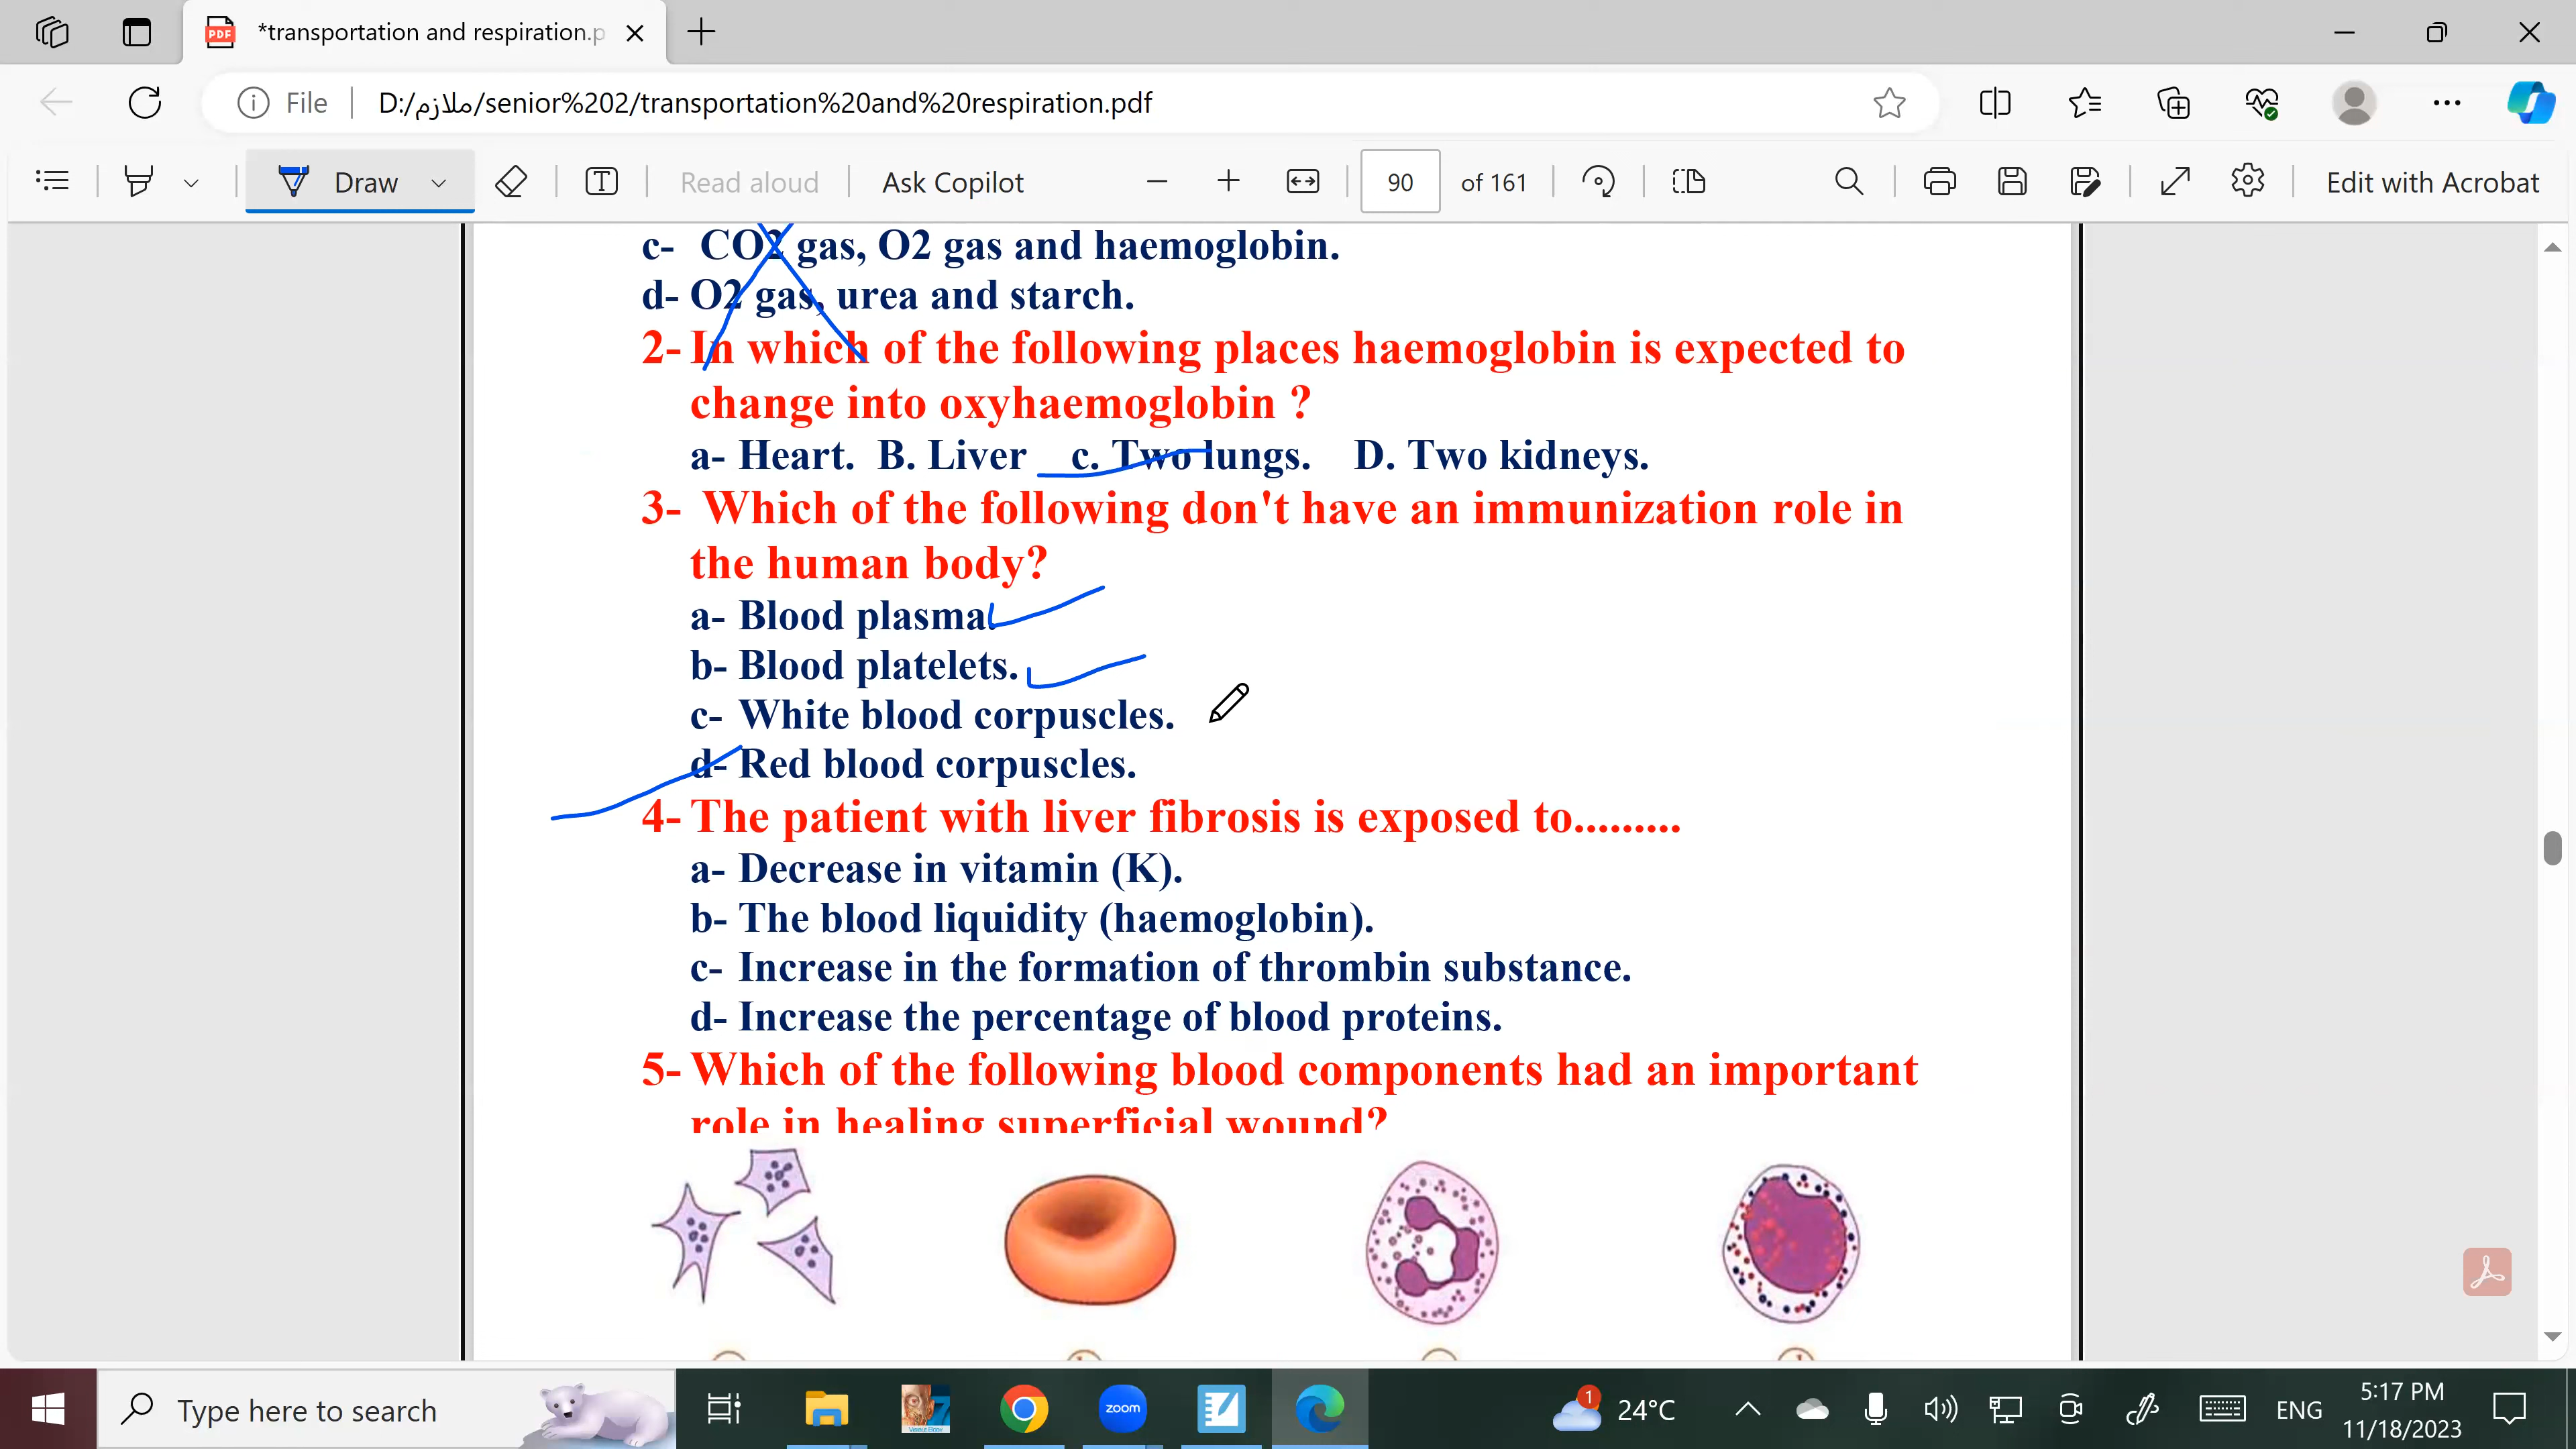 *transportation and respiration.p
File
D:/ملازم/senior%202/transportation%20and%20respiration.pdf
Draw
Read aloud
Ask Copilot
90
of 161
Edit with Acrobat
c- CO2 gas, O2 gas and haemoglobin.
d- O2 gas, urea and starch.
2- In which of the following places haemoglobin is expected to
change into oxyhaemoglobin ?
a- Heart. B. Liver c. Two lungs. D. Two kidneys.
3- Which of the following don't have an immunization role in
the human body?
a- Blood plasma.
b- Blood platelets.
c- White blood corpuscles.
d- Red blood corpuscles.
4- The patient with liver fibrosis is exposed to.........
a- Decrease in vitamin (K).
b- The blood liquidity (haemoglobin).
c- Increase in the formation of thrombin substance.
d- Increase the percentage of blood proteins.
5- Which of the following blood components had an important
role in healing superficial wound?
Type here to search
zoom
1
24°C
ENG
5:17 PM
11/18/2023